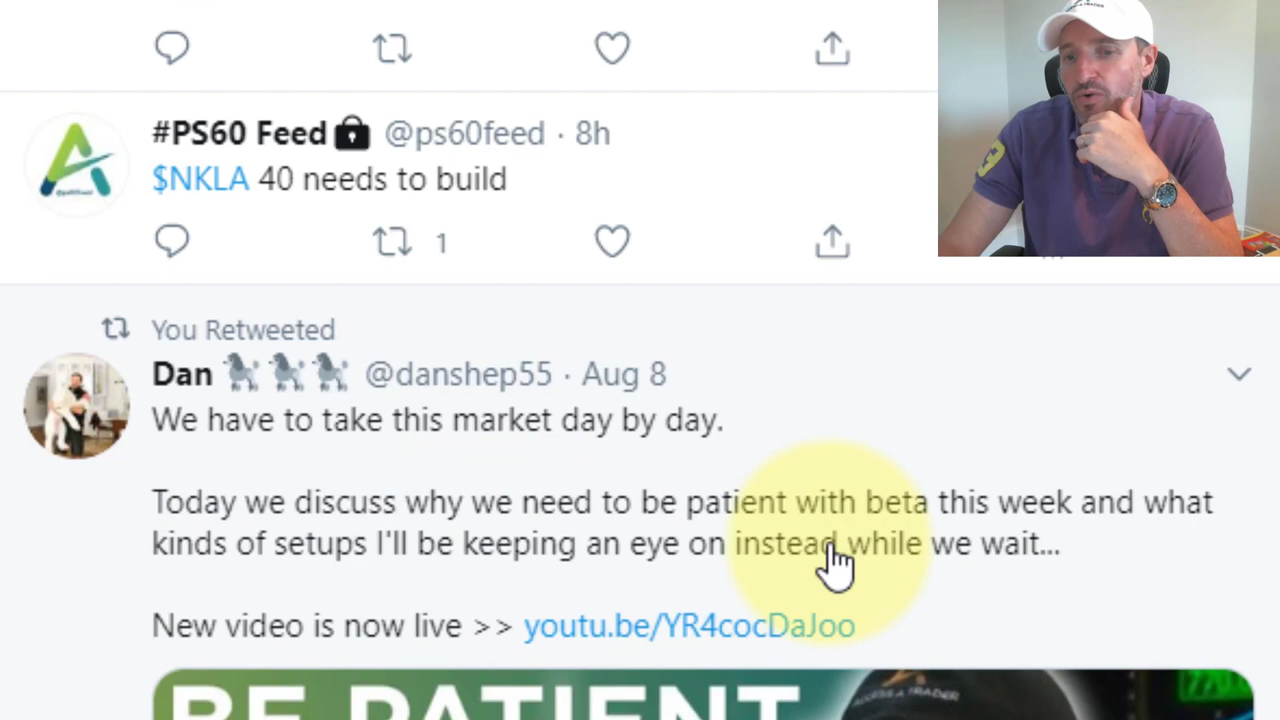 #PS60 Feed @ps60feed · 8h
$NKLA 40 needs to build
1
You Retweeted
Dan @danshep55 · Aug 8
We have to take this market day by day.
Today we discuss why we need to be patient with beta this week and what
kinds of setups I'll be keeping an eye on instead while we wait...
New video is now live >> youtu.be/YR4cocDaJoo
BE PATIENT
ACCESS A TRADER